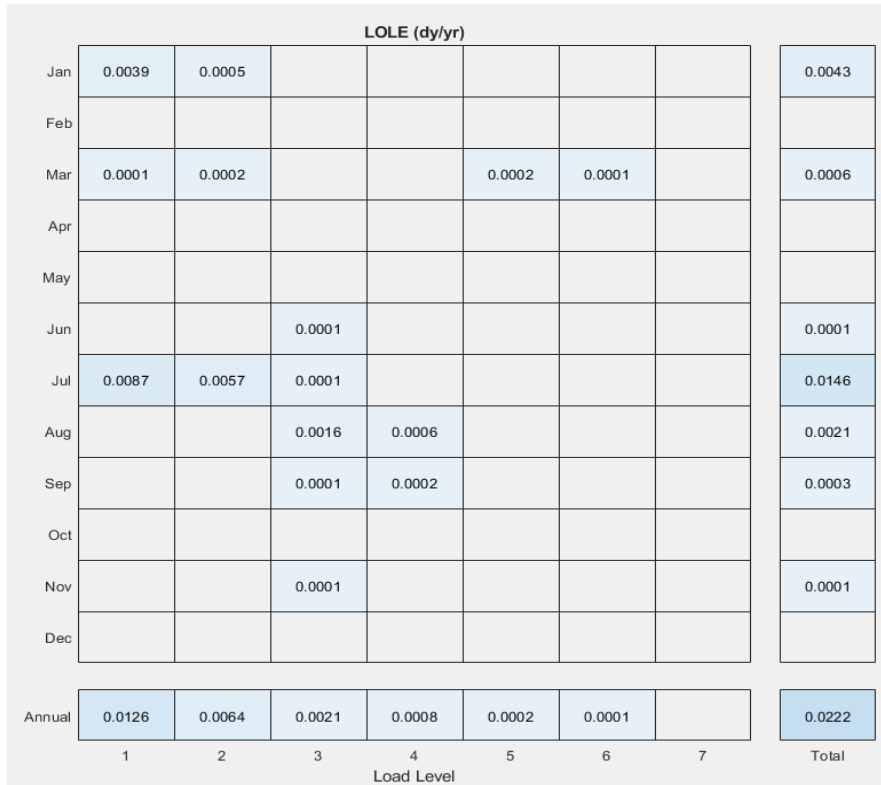 LOLE (dy/yr)
Jan 0.0039 0.0005 0.0043
Feb
Mar 0.0001 0.0002 0.0002 0.0001 0.0006
Apr
May
Jun 0.0001 0.0001
Jul 0.0087 0.0057 0.0001 0.0146
Aug 0.0016 0.0006 0.0021
Sep 0.0001 0.0002 0.0003
Oct
Nov 0.0001 0.0001
Dec
Annual 0.0126 0.0064 0.0021 0.0008 0.0002 0.0001 0.0222
1 2 3 4 5 6 7 Total
Load Level